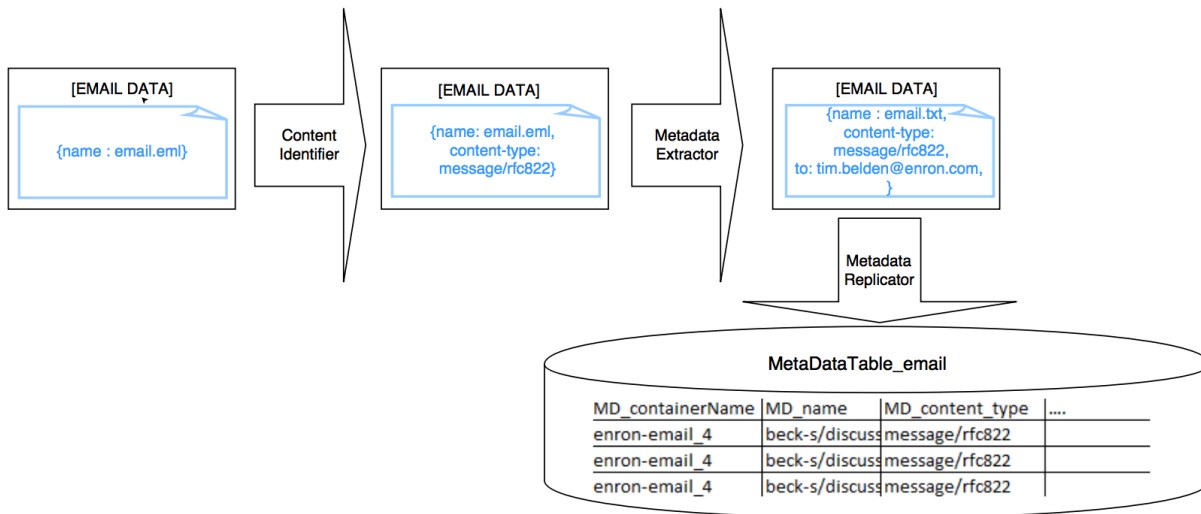 [EMAIL DATA]
{name : email.eml}
Content
Identifier
[EMAIL DATA]
{name: email.eml,
content-type:
message/rfc822}
Metadata
Extractor
[EMAIL DATA]
{name : email.txt,
content-type:
message/rfc822,
to: tim.belden@enron.com,
}
Metadata
Replicator
MetaDataTable_email
MD_containerName MD_name MD_content_type ....
enron-email_4 beck-s/discuss message/rfc822
enron-email_4 beck-s/discuss message/rfc822
enron-email_4 beck-s/discuss message/rfc822